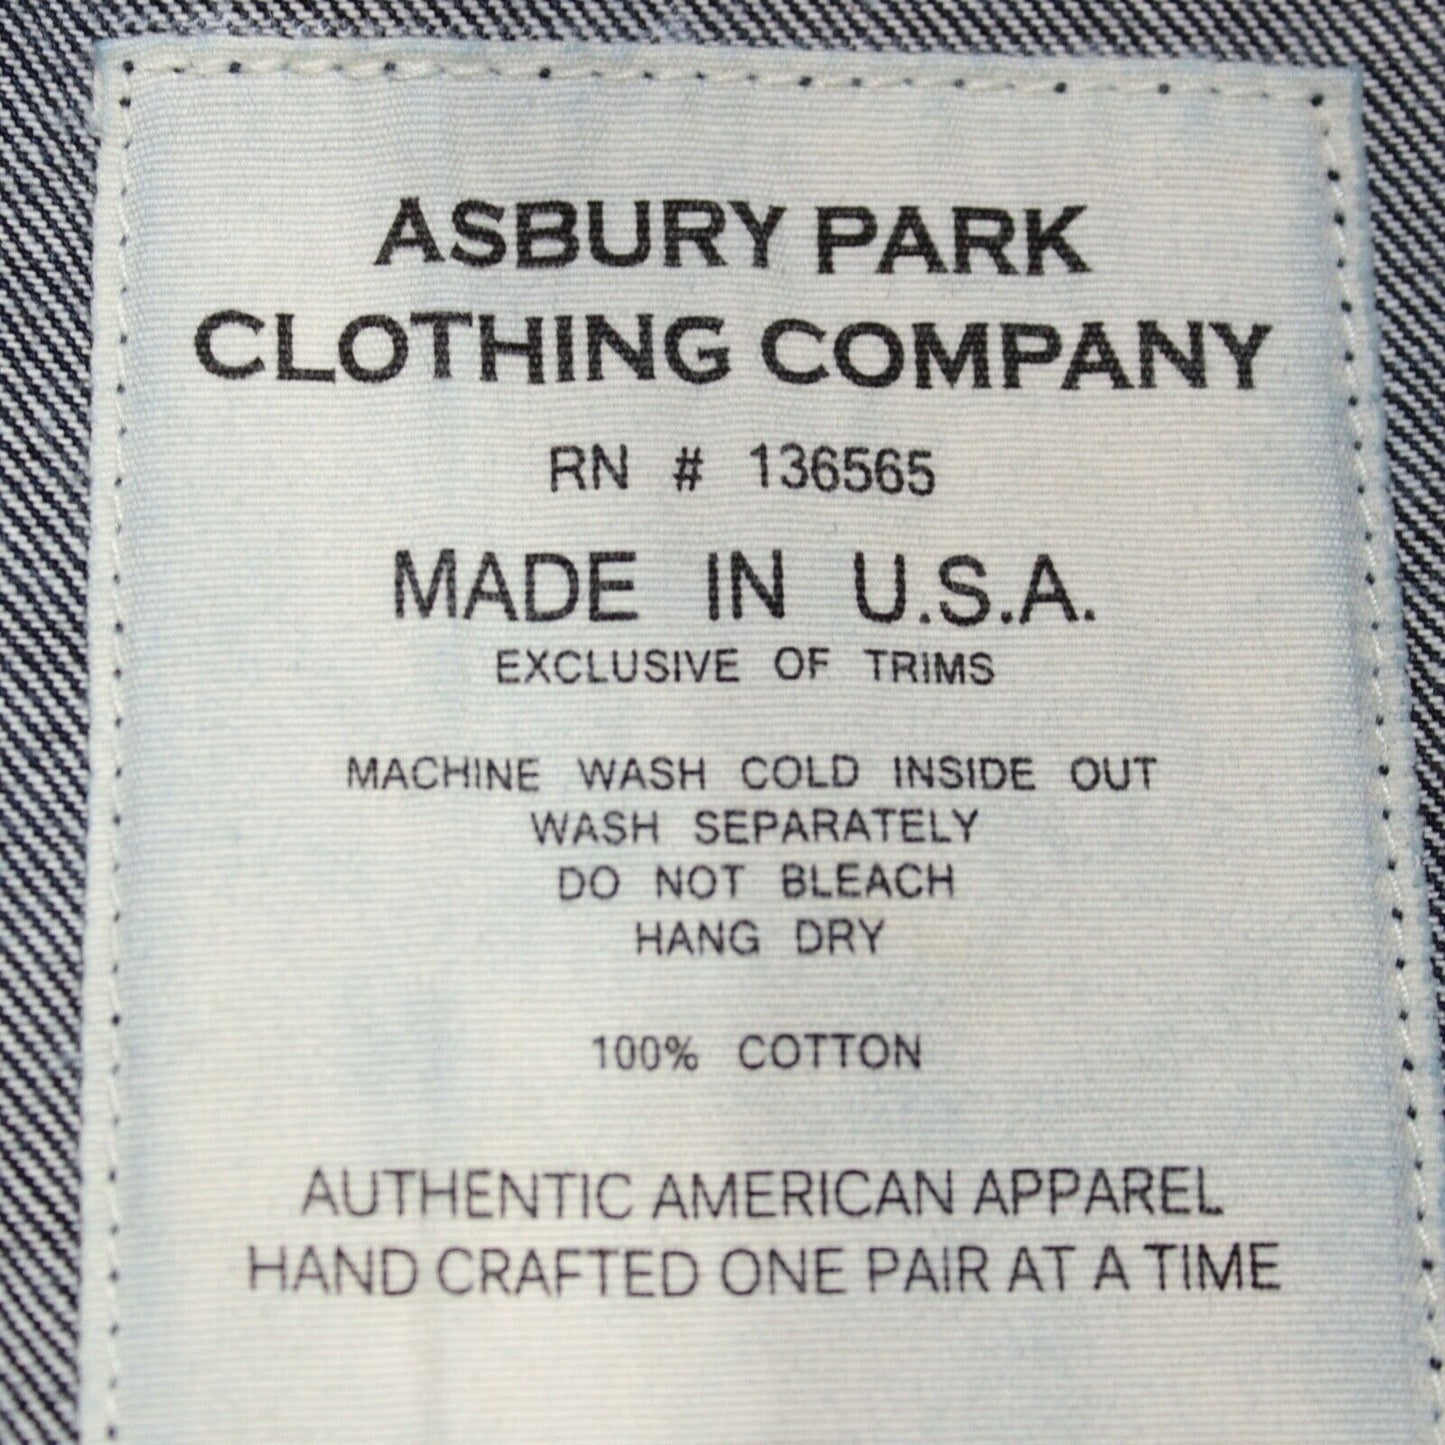 ASBURY PARK
CLOTHING COMPANY
RN # 136565
MADE IN U.S.A.
EXCLUSIVE OF TRIMS
MACHINE WASH COLD INSIDE OUT
WASH SEPARATELY
DO NOT BLEACH
HANG DRY
100% COTTON
AUTHENTIC AMERICAN APPAREL
HAND CRAFTED ONE PAIR AT A TIME